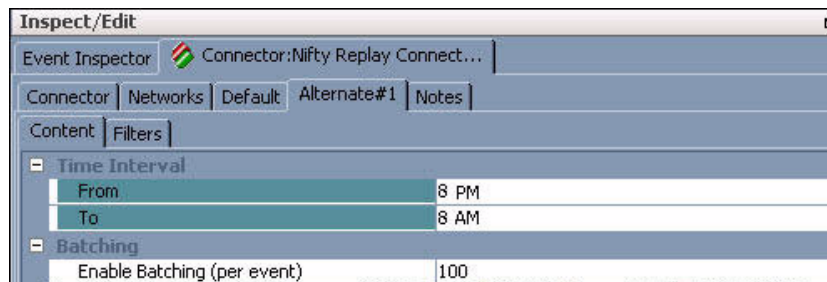 Inspect/Edit
Event Inspector Connector:Nifty Replay Connect...
Connector Networks Default Alternate#1 Notes
Content Filters
Time Interval
From 8 PM
To 8 AM
Batching
Enable Batching (per event) 100